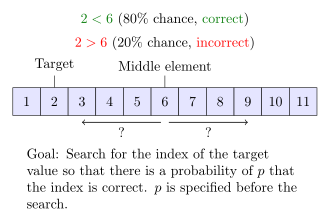 2 < 6 (80% chance, correct)
2 > 6 (20% chance, incorrect)
Target
Middle element
1 2 3 4 5 6 7 8 9 10 11
? ?
Goal: Search for the index of the target
value so that there is a probability of p that
the index is correct. p is specified before the
search.